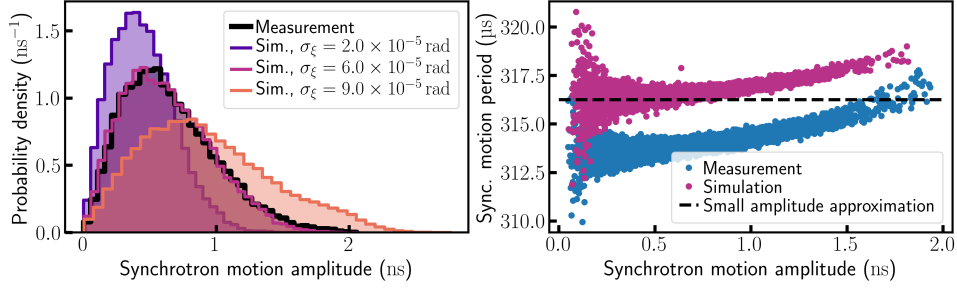 Probability density (ns⁻¹)
1.5
1.0
0.5
0.0
0
1
2
Synchrotron motion amplitude (ns)
Measurement
Sim., σ_ξ = 2.0 × 10⁻⁵ rad
Sim., σ_ξ = 6.0 × 10⁻⁵ rad
Sim., σ_ξ = 9.0 × 10⁻⁵ rad
Sync. motion period (µs)
320.0
317.5
315.0
312.5
310.0
0.0
0.5
1.0
1.5
2.0
Synchrotron motion amplitude (ns)
Measurement
Simulation
Small amplitude approximation